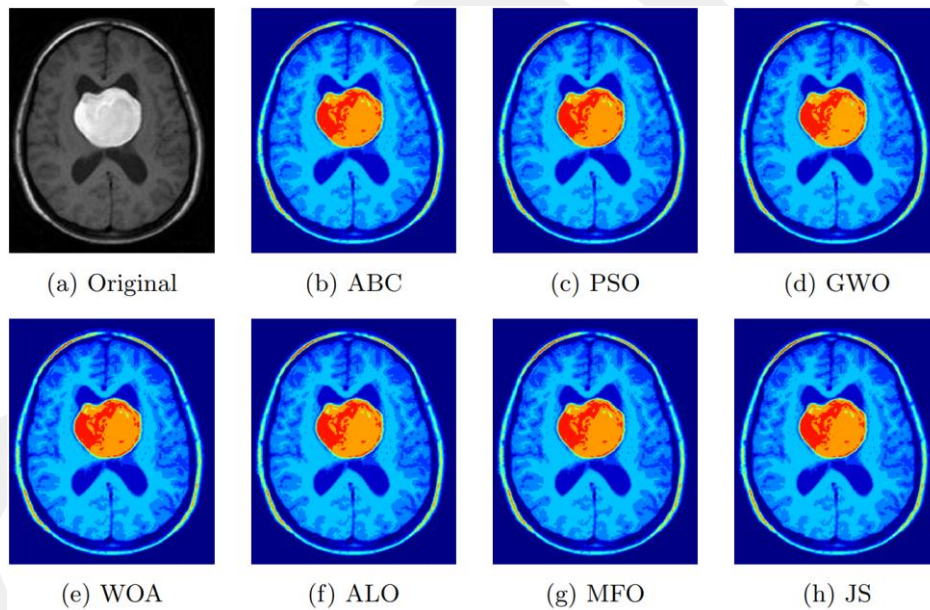 (a) Original
(b) ABC
(c) PSO
(d) GWO
(e) WOA
(f) ALO
(g) MFO
(h) JS